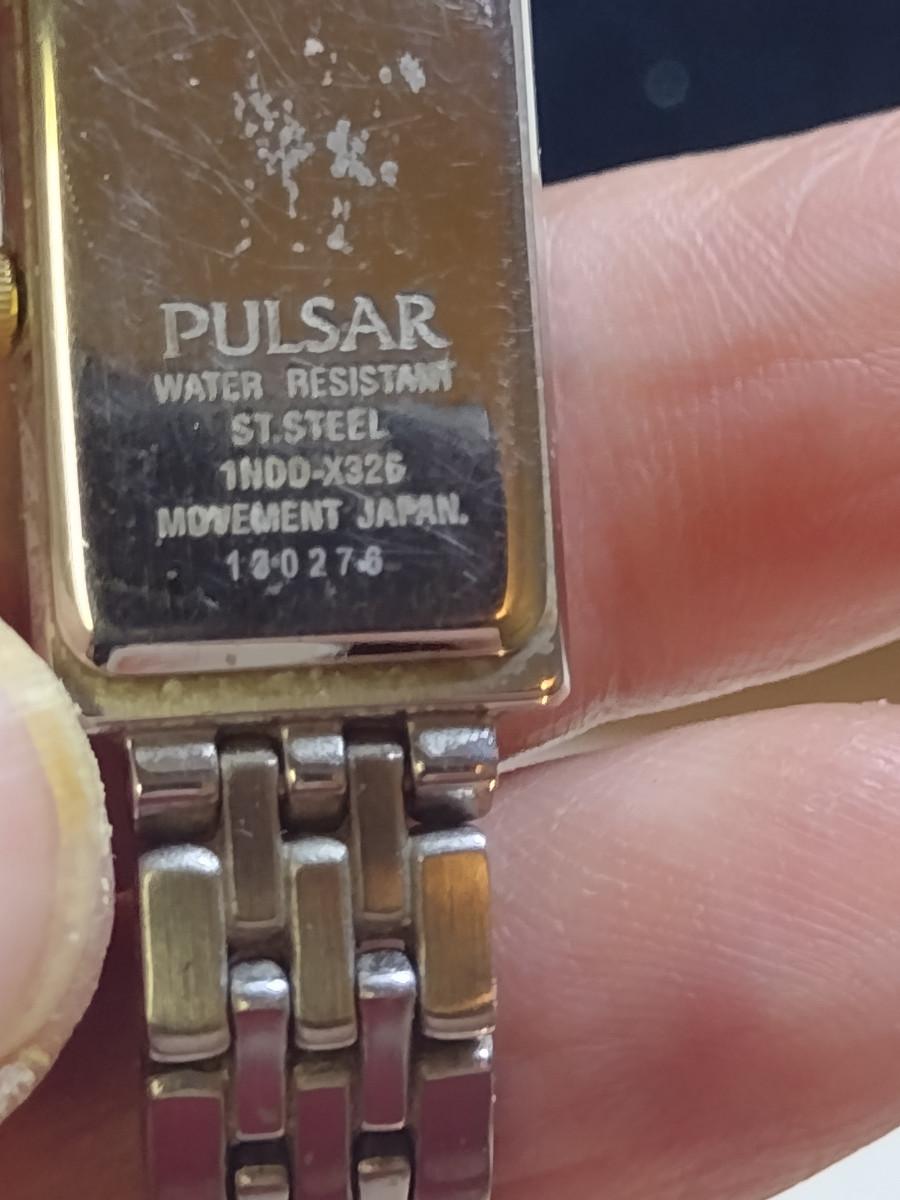 PULSAR
WATER RESISTANT
ST.STEEL
1N00-X326
MOVEMENT JAPAN.